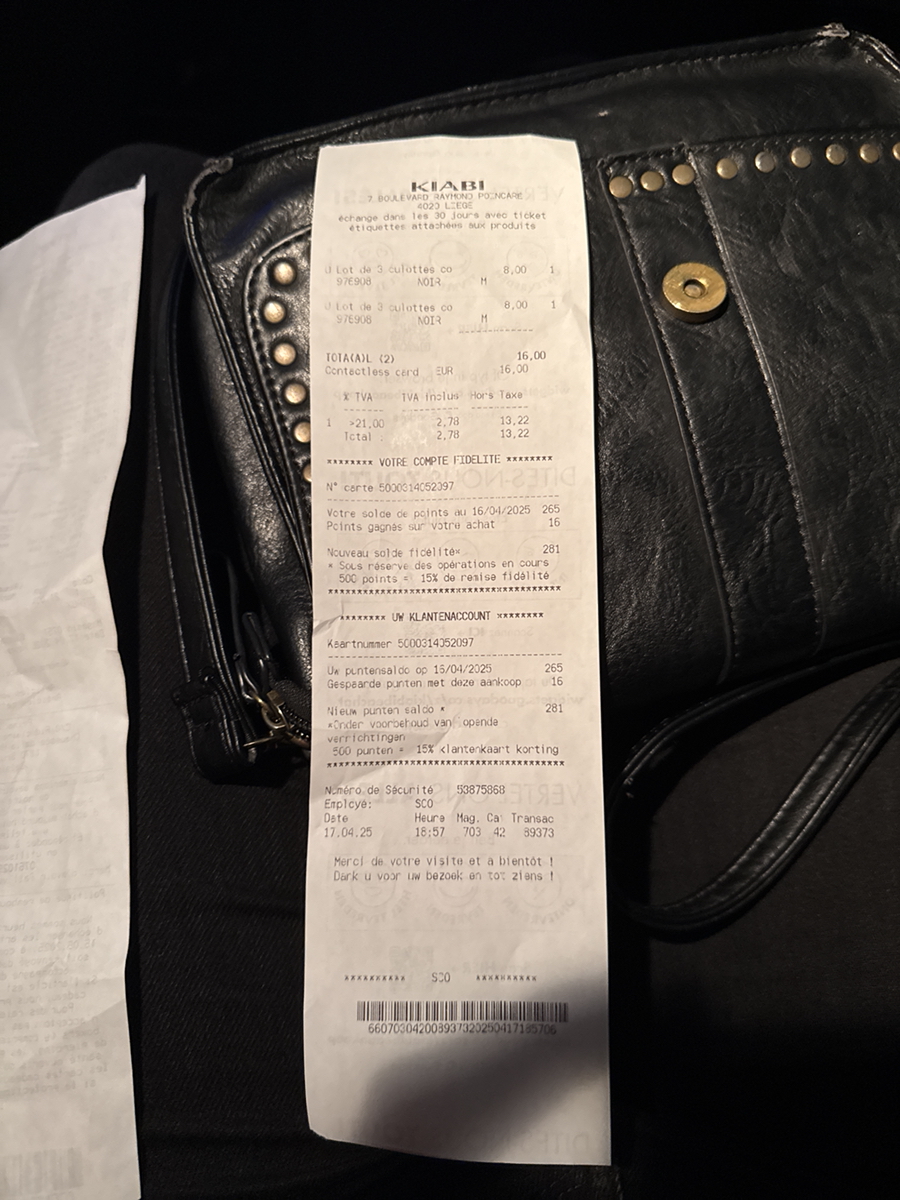 KIABI
7 BOULEVARD RAYMOND POINCARE
4020 LIEGE
échange dans les 30 jours avec ticket
étiquettes attachées aux produits
Lot de 3 culottes co 8,00 1
97E908 NOIR M
Lot de 3 culottes co 8,00 1
97E908 NOIR M
TOTA(A)L (2) 16,00
Contactless card EUR 16,00
% TVA TVA Inclus Hors Taxe
1 >21,00 2,78 13,22
Total : 2,78 13,22
******** VOTRE COMPTE FIDELITE ********
N° carte 5000314052097
Votre solde de points au 16/04/2025 265
Points gagnés sur votre achat 16
Nouveau solde fidélité* 281
* Sous réserve des opérations en cours
500 points = 15% de remise fidélité
****************************************
******** UW KLANTENACCOUNT ********
Kaartnummer 5000314052097
Uw puntensaldo op 16/04/2025 265
Gespaarde punten met deze aankoop 16
Nieuw punten saldo * 281
*Onder voorbehoud van lopende
verrichtingen
500 punten = 15% klantenkaart korting
****************************************
Numéro de Sécurité 53875868
Employé: SCO
Date Heure Mag. Ca: Transac
17.04.25 18:57 703 42 89373
Merci de votre visite et à bientôt !
Dank u voor uw bezoek en tot ziens !
********** SCO **********